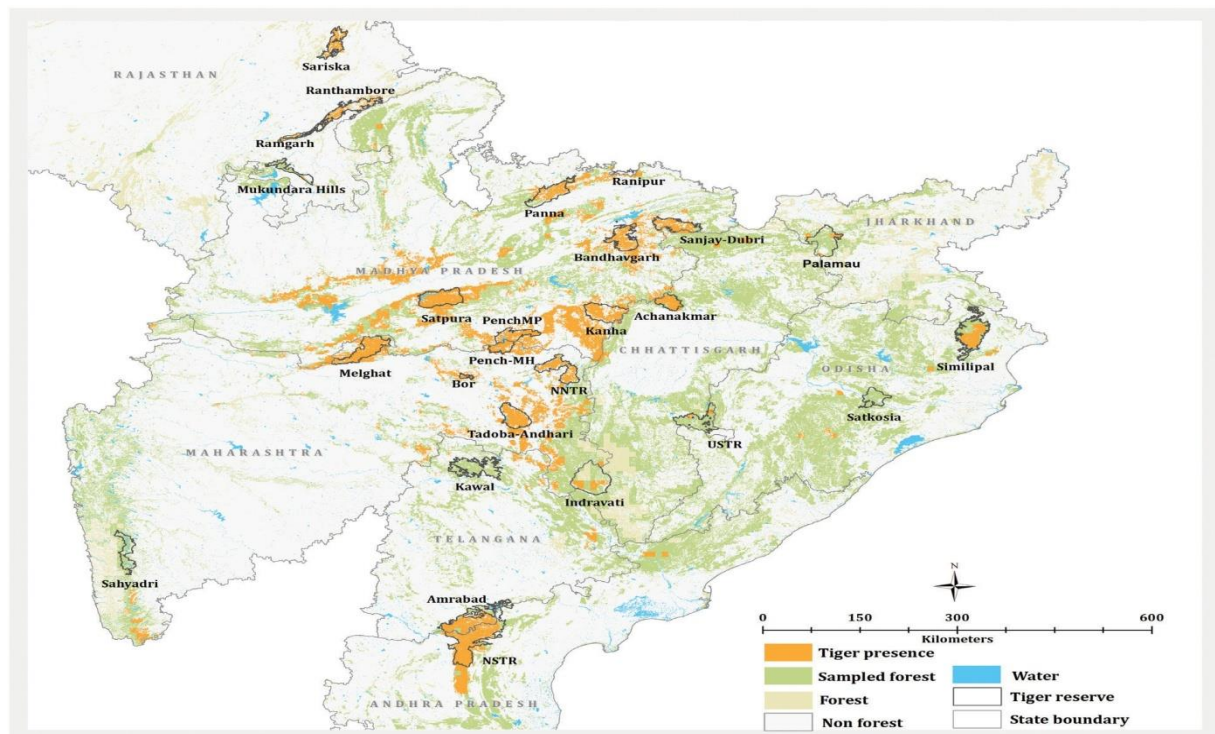 Sariska
RAJASTHAN
Ranthambore
Ramgarh
Mukundara Hills
Ranipur
Panna
JHARKHAND
Sanjay-Dubri
Bandhavgarh
Palamau
MADHYA PRADESH
Satpura
PenchMP
Achanakmar
Kanha
CHHATTISGARH
Pench-MH
Melghat
ODISHA
Similipal
Bor
NNTR
Satkosia
Tadoba-Andhari
USTR
MAHARASHTRA
Kawal
Indravati
TELANGANA
Sahyadri
Amrabad
NSTR
ANDHRA PRADESH
N
0 150 300 600
Kilometers
Tiger presence
Sampled forest
Forest
Non forest
Water
Tiger reserve
State boundary